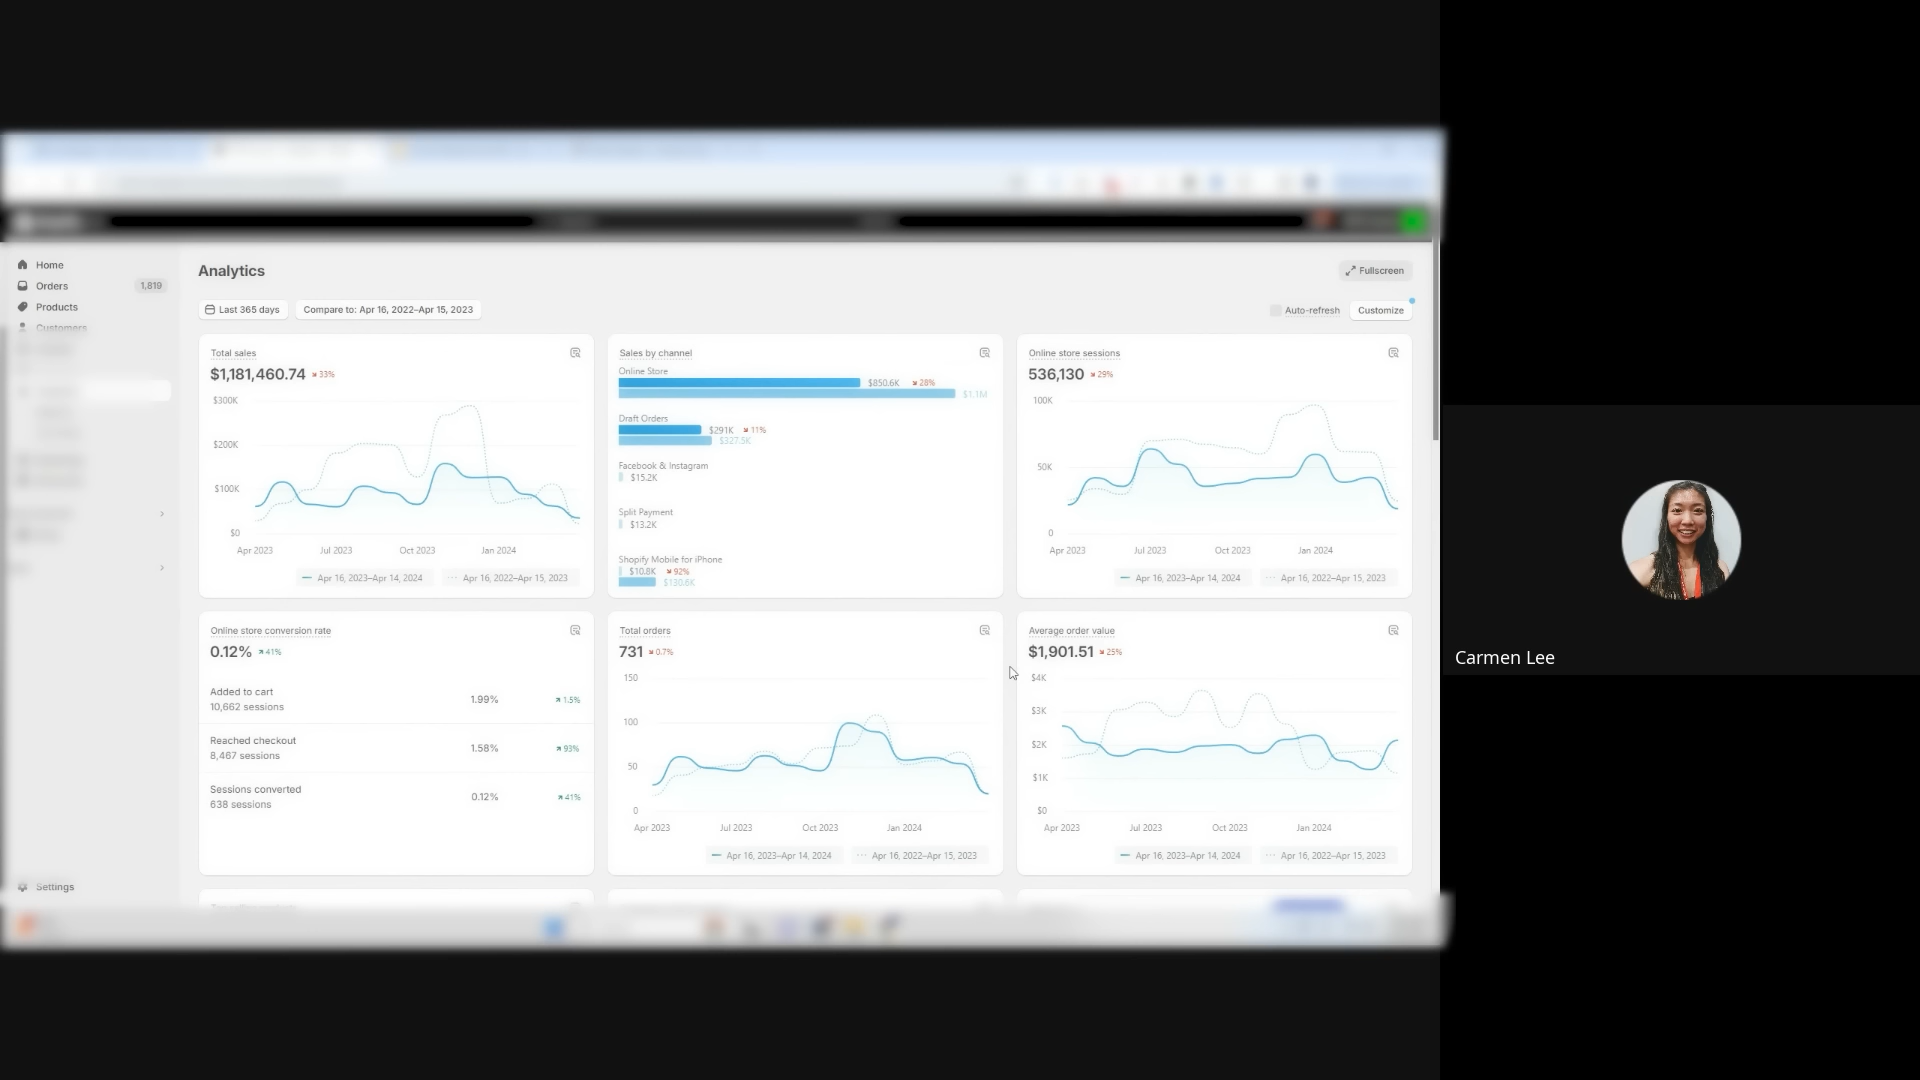 Home
Orders 1,819
Products
Customers
Settings
Analytics
Fullscreen
Last 365 days
Compare to: Apr 16, 2022–Apr 15, 2023
Auto-refresh
Customize
Total sales
$1,181,460.74 33%
$300K
$200K
$100K
$0
Apr 2023 Jul 2023 Oct 2023 Jan 2024
Apr 16, 2023–Apr 14, 2024 Apr 16, 2022–Apr 15, 2023
Sales by channel
Online Store
$850.6K 28%
$1.1M
Draft Orders
$291K 11%
$327.5K
Facebook & Instagram
$15.2K
Split Payment
$13.2K
Shopify Mobile for iPhone
$10.8K 92%
$130.6K
Online store sessions
536,130 29%
100K
50K
0
Apr 2023 Jul 2023 Oct 2023 Jan 2024
Apr 16, 2023–Apr 14, 2024 Apr 16, 2022–Apr 15, 2023
Online store conversion rate
0.12% 41%
Added to cart
10,662 sessions
1.99% 1.5%
Reached checkout
8,467 sessions
1.58% 93%
Sessions converted
638 sessions
0.12% 41%
Total orders
731 0.7%
150
100
50
0
Apr 2023 Jul 2023 Oct 2023 Jan 2024
Apr 16, 2023–Apr 14, 2024 Apr 16, 2022–Apr 15, 2023
Average order value
$1,901.51 25%
$4K
$3K
$2K
$1K
$0
Apr 2023 Jul 2023 Oct 2023 Jan 2024
Apr 16, 2023–Apr 14, 2024 Apr 16, 2022–Apr 15, 2023
Carmen Lee